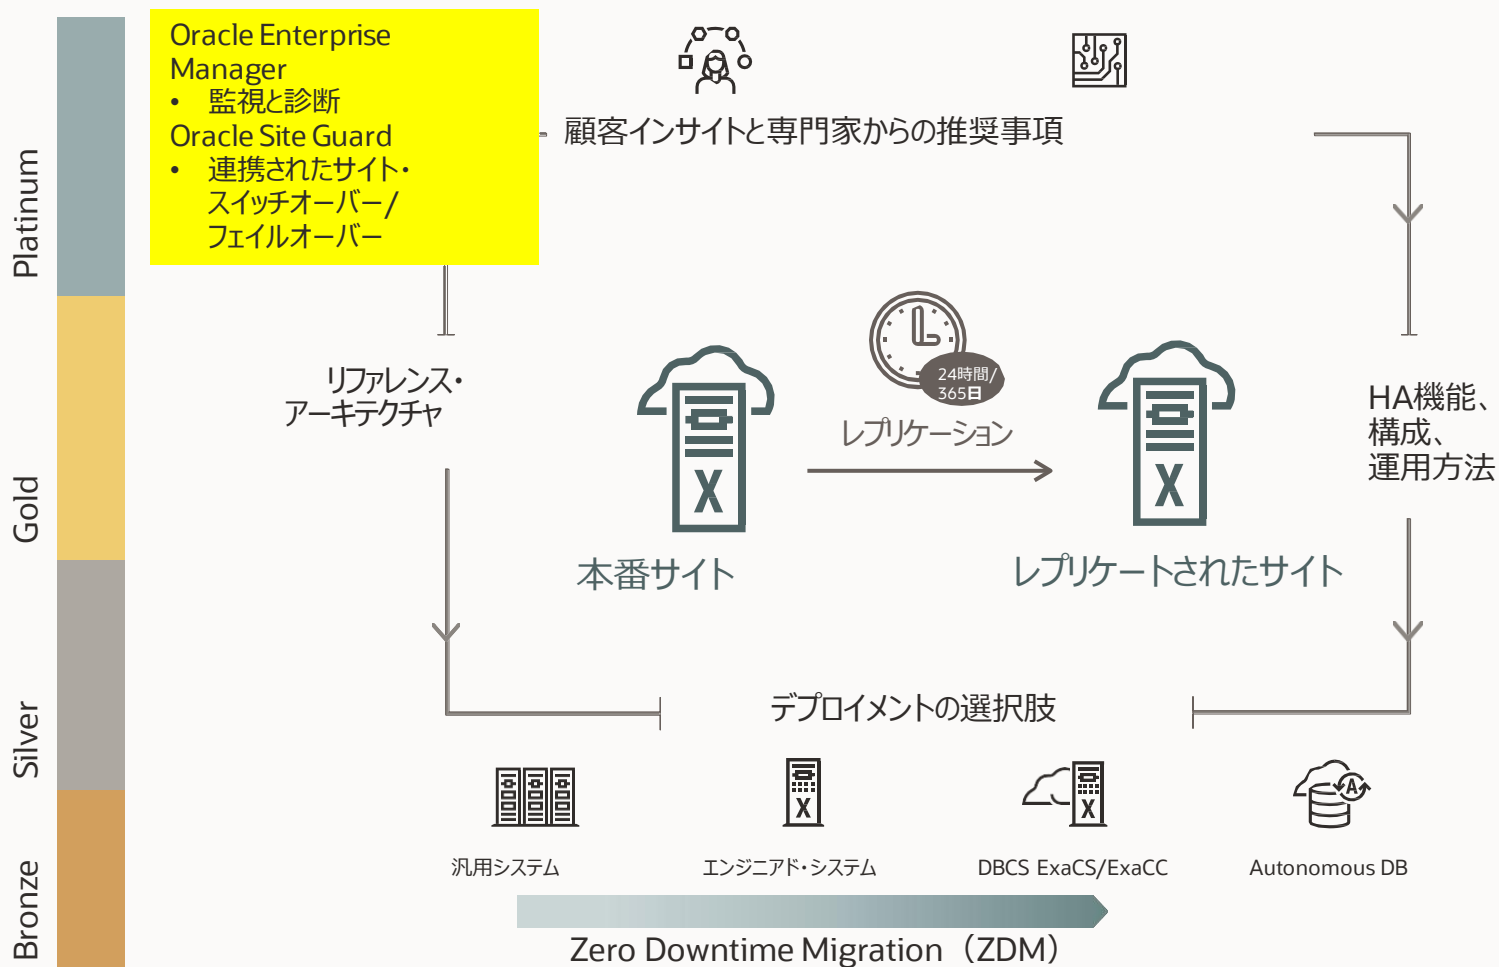 Oracle Enterprise
Manager
• 監視と診断
Oracle Site Guard
• 連携されたサイト・
スイッチオーバー/
フェイルオーバー
顧客インサイトと専門家からの推奨事項
Platinum
Gold
Silver
Bronze
リファレンス・
アーキテクチャ
24時間/
365日
レプリケーション
X
X
本番サイト
レプリケートされたサイト
HA機能、
構成、
運用方法
デプロイメントの選択肢
X
X
A
汎用システム
エンジニアド・システム
DBCS ExaCS/ExaCC
Autonomous DB
Zero Downtime Migration（ZDM）